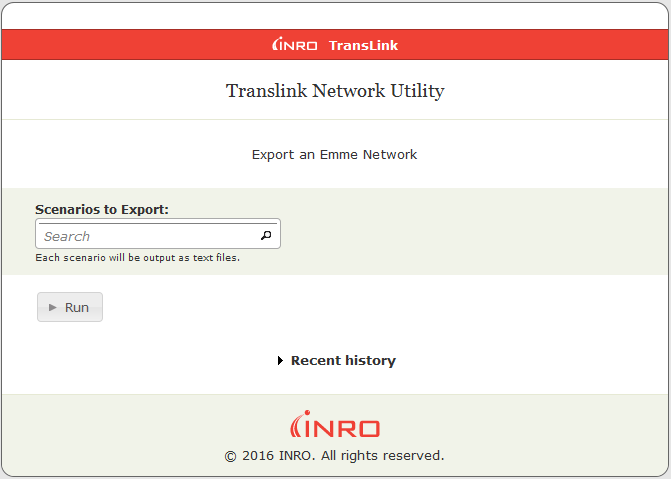 INRO TransLink
Translink Network Utility
Export an Emme Network
Scenarios to Export:
Search
Each scenario will be output as text files.
Run
Recent history
INRO
© 2016 INRO. All rights reserved.